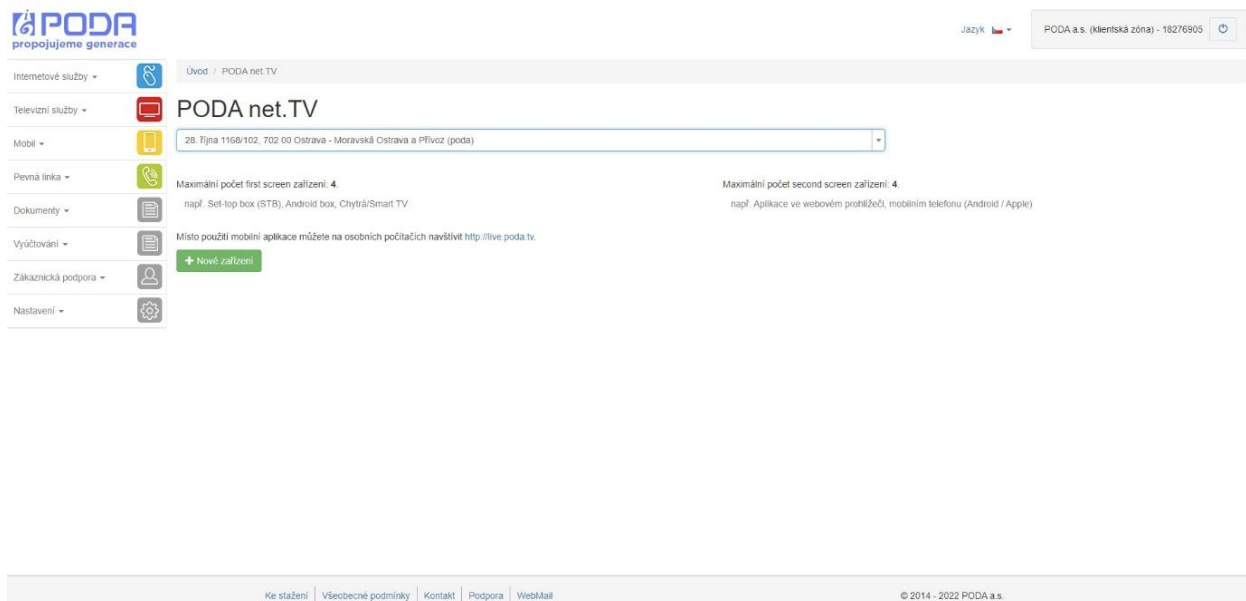 PODA
propojujeme generace
Jazyk
PODA a.s. (klientská zóna) - 18276905
Internetové služby
Televizní služby
Mobil
Pevná linka
Dokumenty
Vyúčtování
Zákaznická podpora
Nastavení
Úvod / PODA net.TV
PODA net.TV
28. října 1168/102, 702 00 Ostrava - Moravská Ostrava a Přívoz (poda)
Maximální počet first screen zařízení: 4.
např. Set-top box (STB), Android box, Chytrá/Smart TV
Maximální počet second screen zařízení: 4.
např. Aplikace ve webovém prohlížeči, mobilním telefonu (Android / Apple)
Místo použití mobilní aplikace můžete na osobních počítačích navštívit http://live.poda.tv.
+ Nové zařízení
Ke stažení | Všeobecné podmínky | Kontakt | Podpora | WebMail
© 2014 - 2022 PODA a.s.